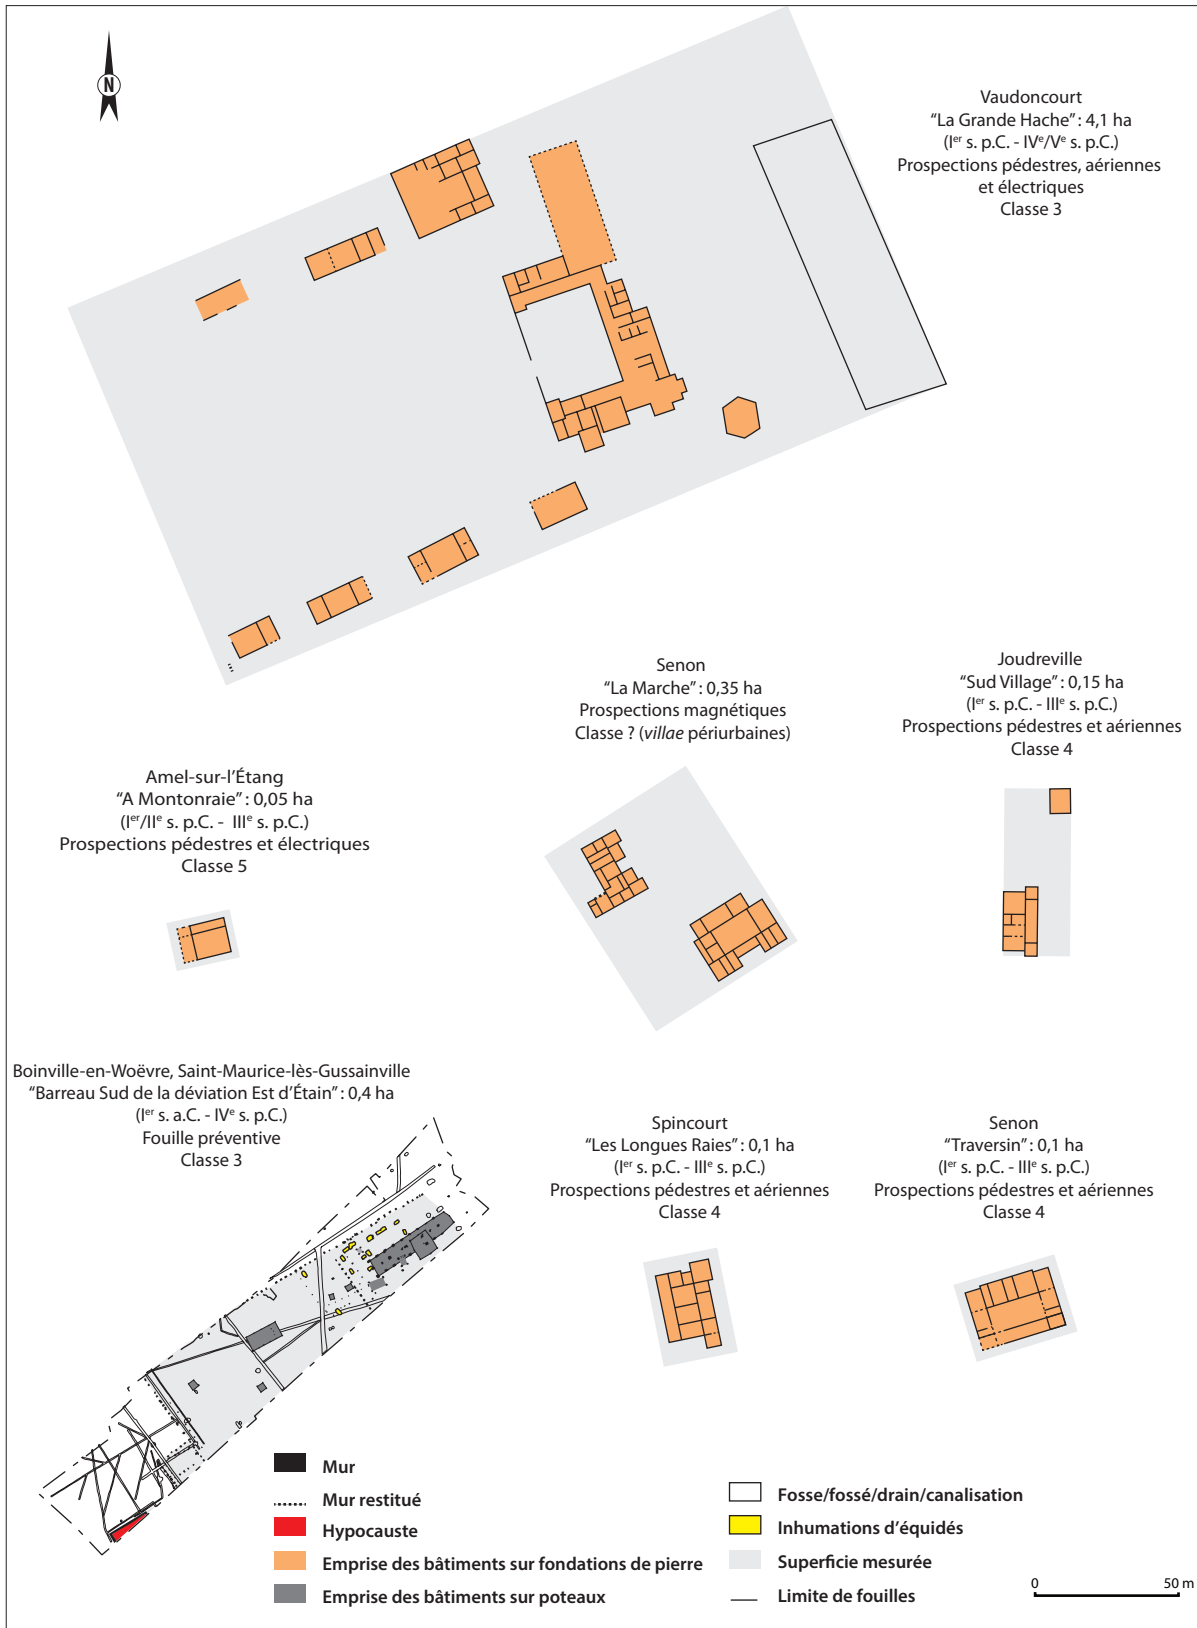 N
Vaudoncourt
“La Grande Hache” : 4,1 ha
(Iᵉʳ s. p.C. - IVᵉ/Vᵉ s. p.C.)
Prospections pédestres, aériennes
et électriques
Classe 3
Senon
“La Marche” : 0,35 ha
Prospections magnétiques
Classe ? (villae périurbaines)
Joudreville
“Sud Village” : 0,15 ha
(Iᵉʳ s. p.C. - IIIᵉ s. p.C.)
Prospections pédestres et aériennes
Classe 4
Amel-sur-l’Étang
“A Montonraie” : 0,05 ha
(Iᵉʳ/IIᵉ s. p.C. - IIIᵉ s. p.C.)
Prospections pédestres et électriques
Classe 5
Boinville-en-Woëvre, Saint-Maurice-lès-Gussainville
“Barreau Sud de la déviation Est d’Étain” : 0,4 ha
(Iᵉʳ s. a.C. - IVᵉ s. p.C.)
Fouille préventive
Classe 3
Spincourt
“Les Longues Raies” : 0,1 ha
(Iᵉʳ s. p.C. - IIIᵉ s. p.C.)
Prospections pédestres et aériennes
Classe 4
Senon
“Traversin” : 0,1 ha
(Iᵉʳ s. p.C. - IIIᵉ s. p.C.)
Prospections pédestres et aériennes
Classe 4
Mur
Mur restitué
Hypocauste
Emprise des bâtiments sur fondations de pierre
Emprise des bâtiments sur poteaux
Fosse/fossé/drain/canalisation
Inhumations d’équidés
Superficie mesurée
Limite de fouilles
0 50 m